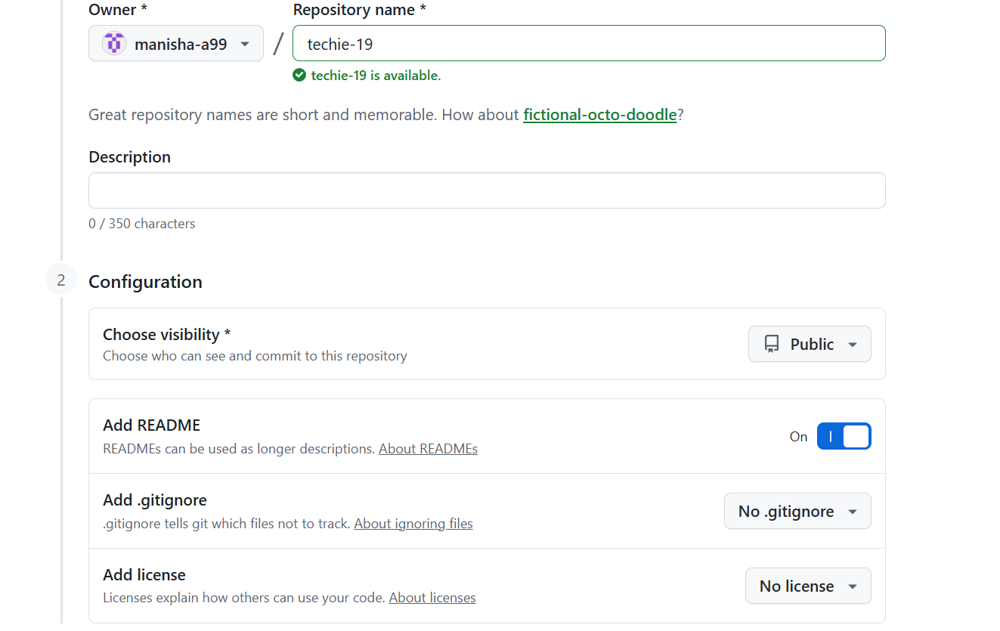 Owner *
Repository name *
manisha-a99
/
techie-19
techie-19 is available.
Great repository names are short and memorable. How about fictional-octo-doodle?
Description
0 / 350 characters
2
Configuration
Choose visibility *
Choose who can see and commit to this repository
Public
Add README
READMEs can be used as longer descriptions. About READMEs
On
Add .gitignore
.gitignore tells git which files not to track. About ignoring files
No .gitignore
Add license
Licenses explain how others can use your code. About licenses
No license